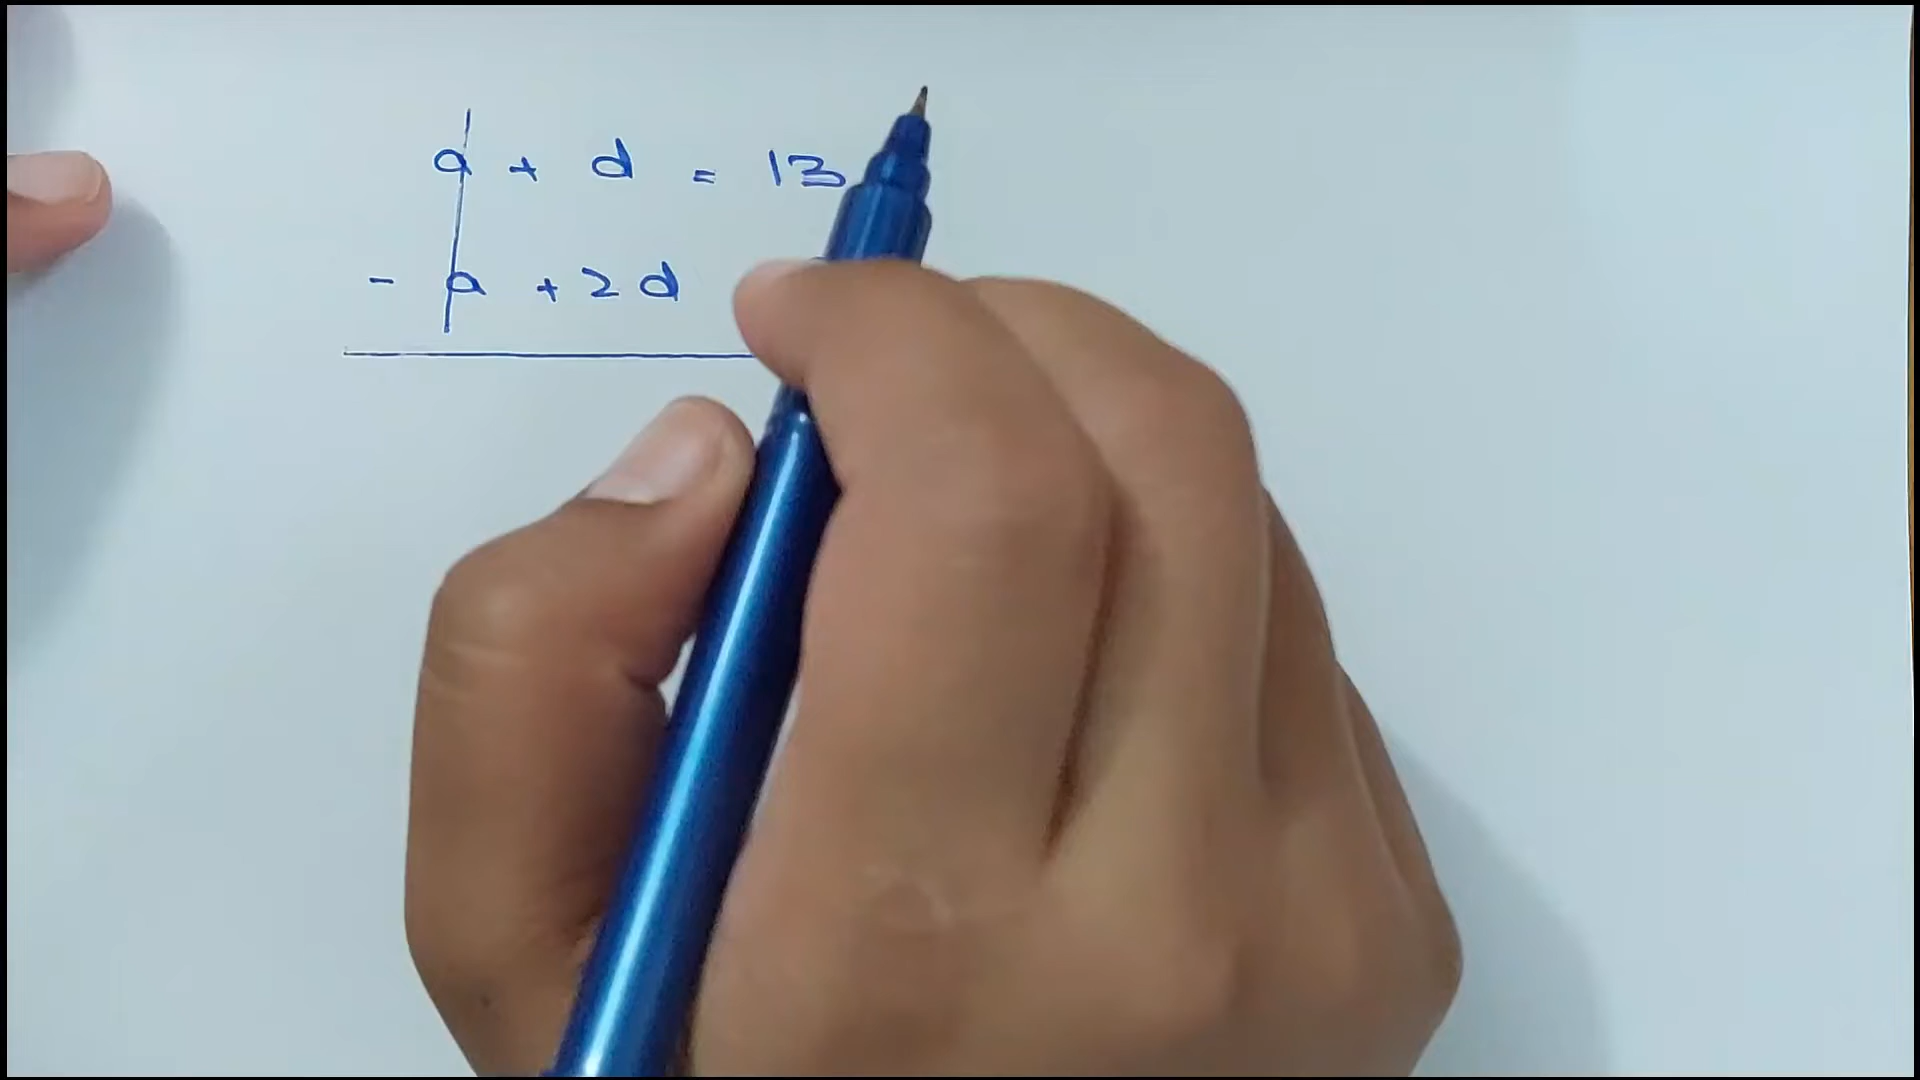 a + d = 13
- a + 2d